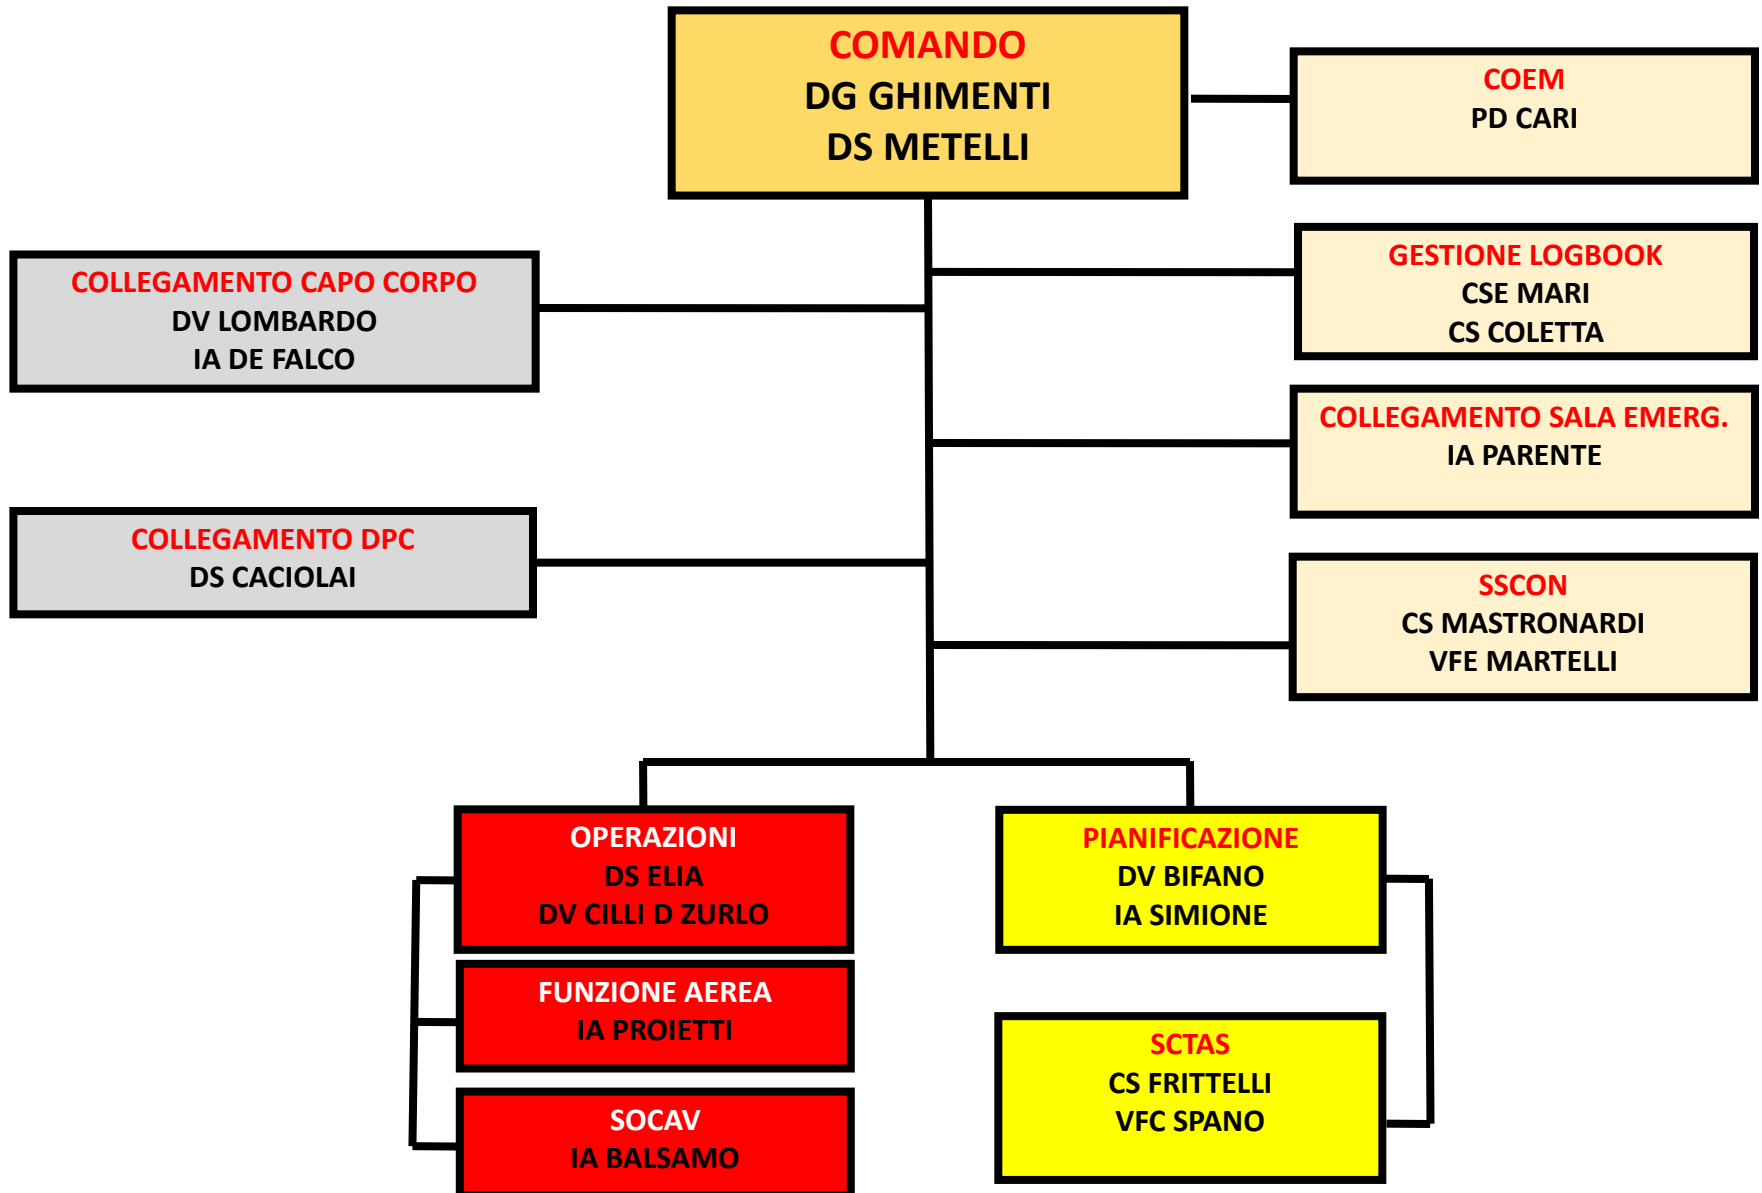 COMANDO
DG GHIMENTI
DS METELLI
COEM
PD CARI
COLLEGAMENTO CAPO CORPO
DV LOMBARDO
IA DE FALCO
GESTIONE LOGBOOK
CSE MARI
CS COLETTA
COLLEGAMENTO SALA EMERG.
IA PARENTE
COLLEGAMENTO DPC
DS CACIOLAI
SSCON
CS MASTRONARDI
VFE MARTELLI
OPERAZIONI
DS ELIA
DV CILLI D ZURLO
FUNZIONE AEREA
IA PROIETTI
SOCAV
IA BALSAMO
PIANIFICAZIONE
DV BIFANO
IA SIMIONE
SCTAS
CS FRITTELLI
VFC SPANO